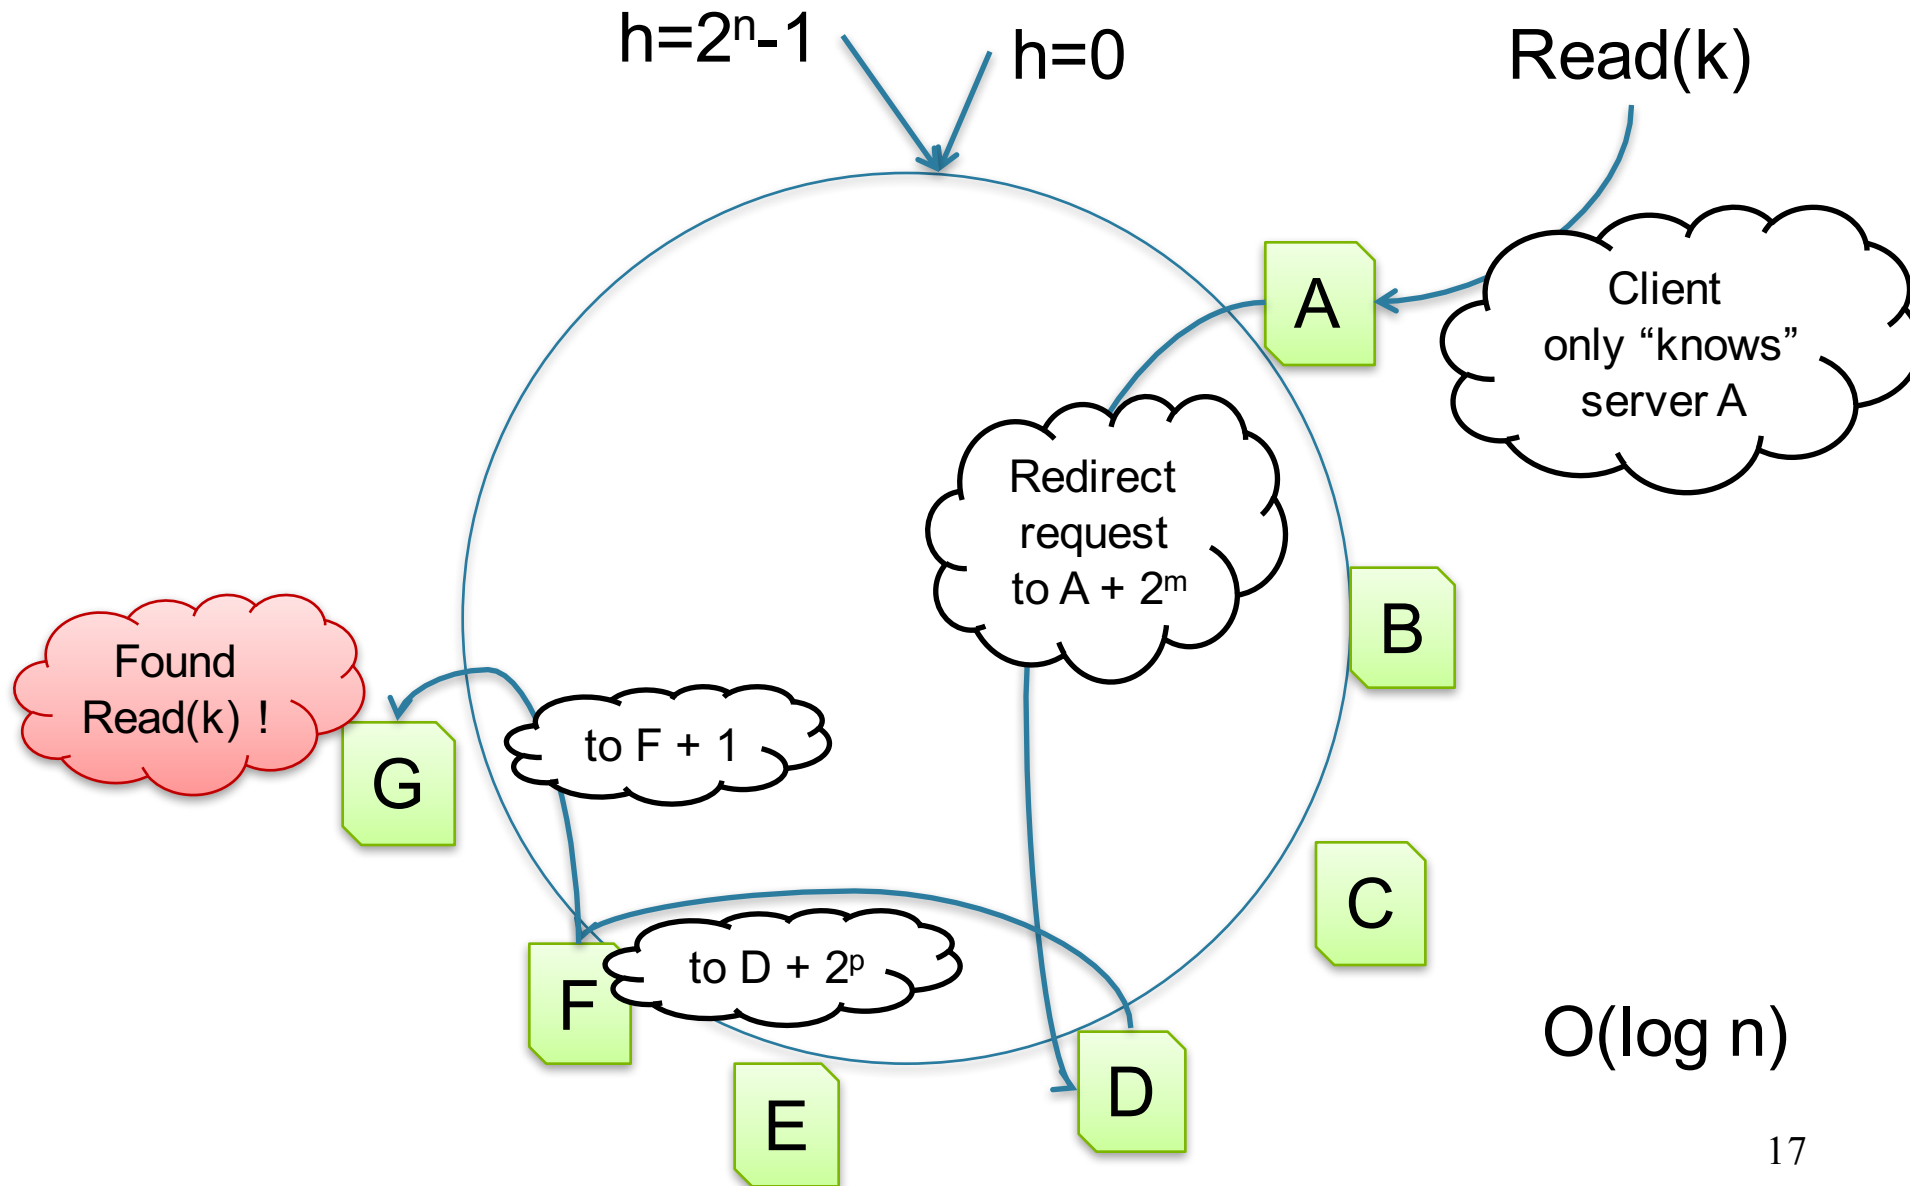 h=2ⁿ-1
h=0
Read(k)
A
Client
only “knows”
server A
Redirect
request
to A + 2ᵐ
B
Found
Read(k) !
to F + 1
G
C
to D + 2ᵖ
F
O(log n)
D
E
17